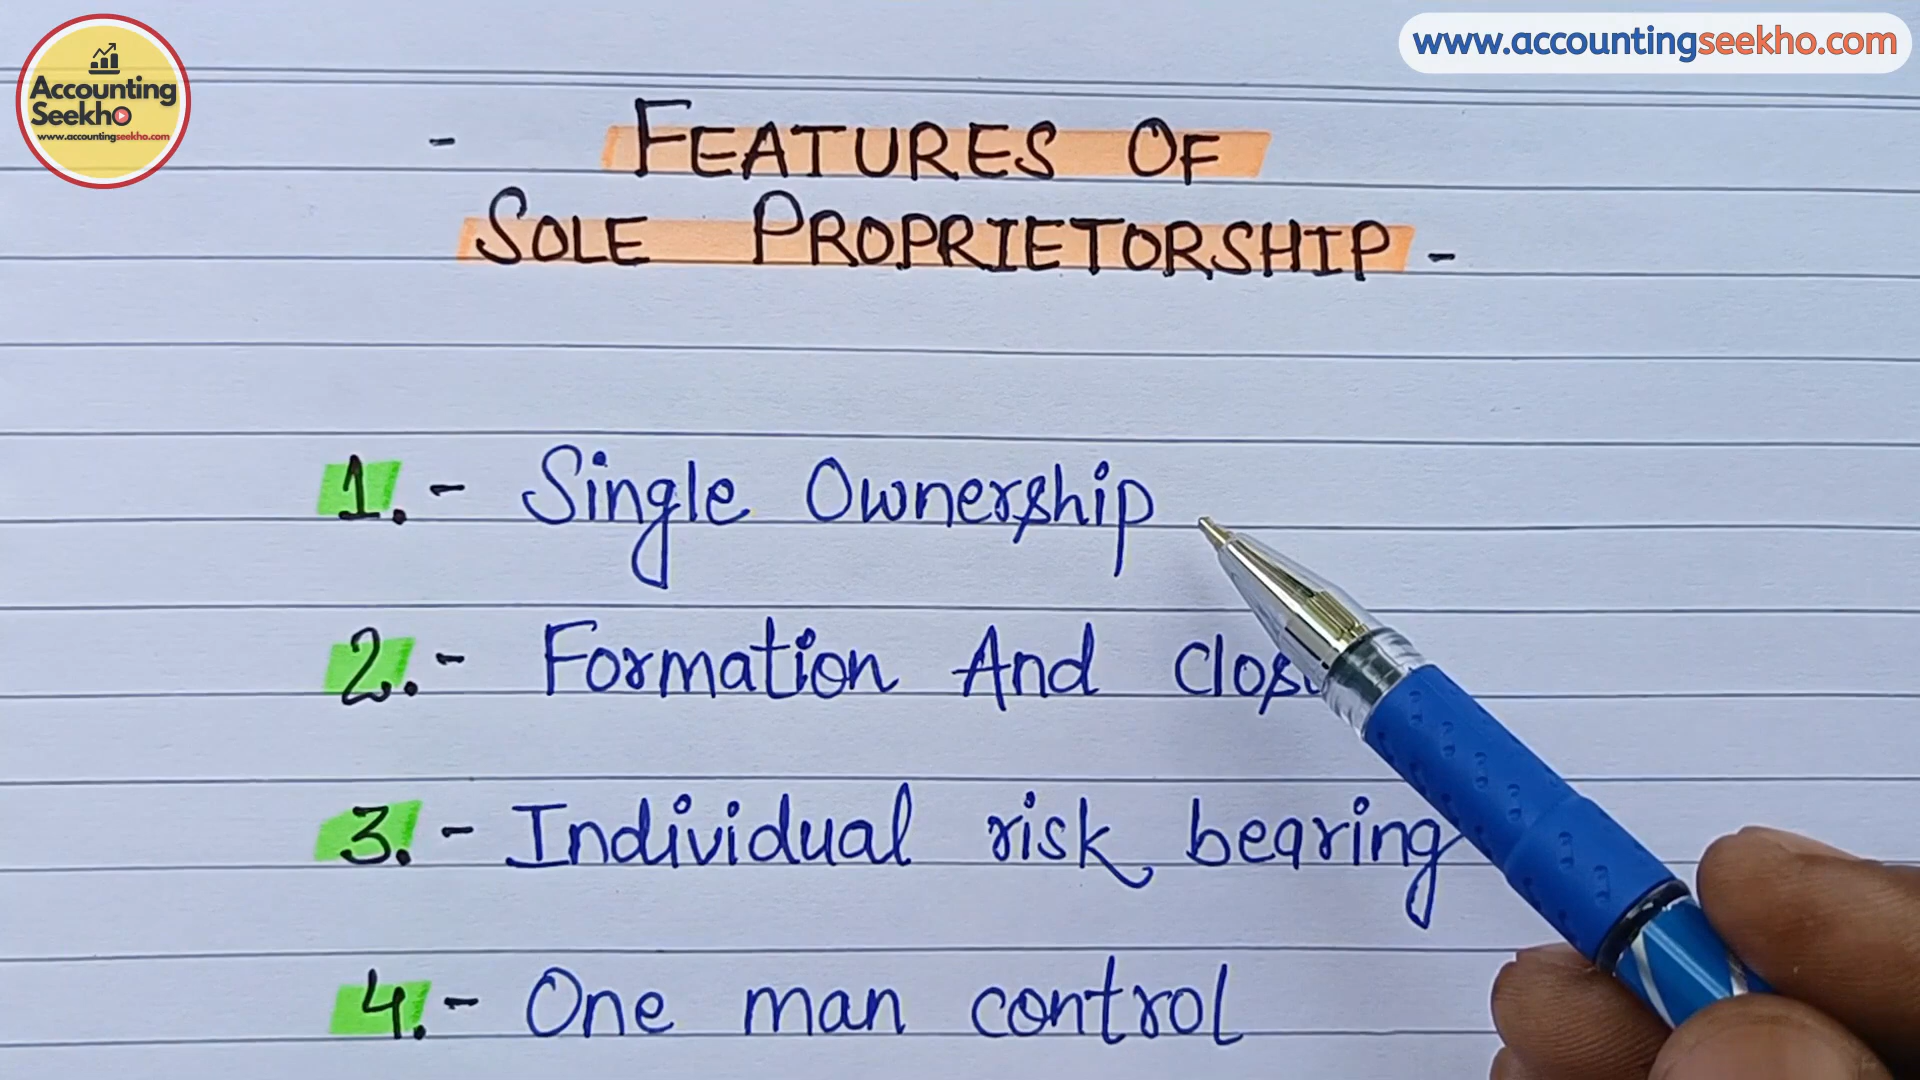 Accounting
Seekho
www.accountingseekho.com
www.accountingseekho.com
- FEATURES OF
SOLE PROPRIETORSHIP -
1. - Single Ownership
2. - Formation And
3. - Individual risk bearing
4. - One man control